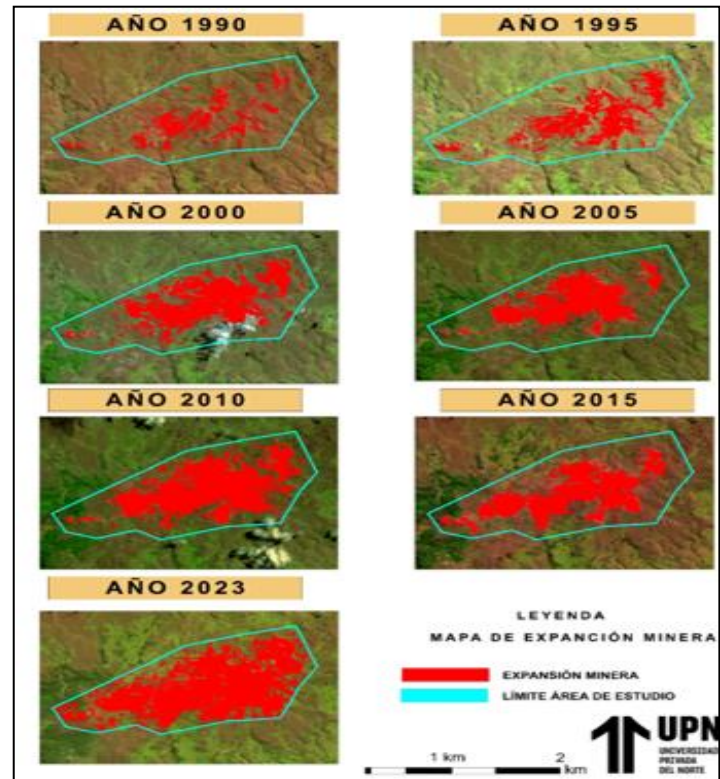 AÑO 1990
AÑO 1995
AÑO 2000
AÑO 2005
AÑO 2010
AÑO 2015
AÑO 2023
LEYENDA
MAPA DE EXPANCIÓN MINERA
EXPANSIÓN MINERA
LÍMITE ÁREA DE ESTUDIO
1 km
2
km
UPN
UNIVERSIDAD
PRIVADA
DEL NORTE